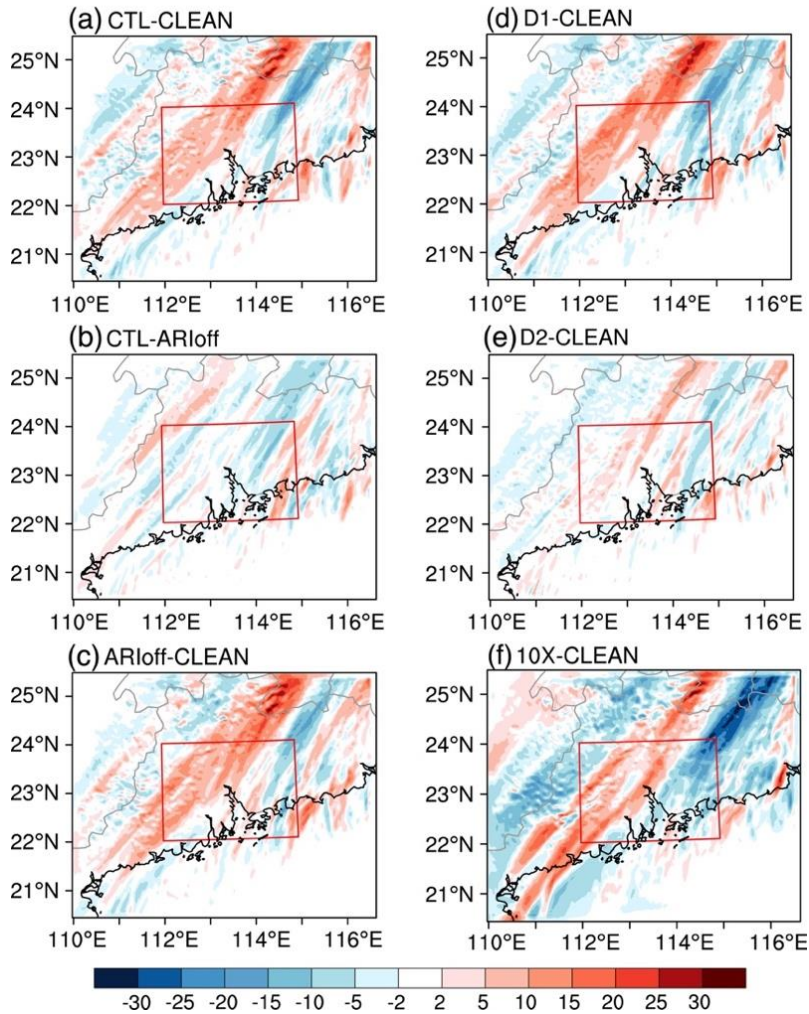 (a) CTL-CLEAN
25°N
24°N
23°N
22°N
21°N
110°E 112°E 114°E 116°E
(b) CTL-ARIoff
25°N
24°N
23°N
22°N
21°N
110°E 112°E 114°E 116°E
(c) ARIoff-CLEAN
25°N
24°N
23°N
22°N
21°N
110°E 112°E 114°E 116°E
(d) D1-CLEAN
25°N
24°N
23°N
22°N
21°N
110°E 112°E 114°E 116°E
(e) D2-CLEAN
25°N
24°N
23°N
22°N
21°N
110°E 112°E 114°E 116°E
(f) 10X-CLEAN
25°N
24°N
23°N
22°N
21°N
110°E 112°E 114°E 116°E
-30 -25 -20 -15 -10 -5 -2 2 5 10 15 20 25 30